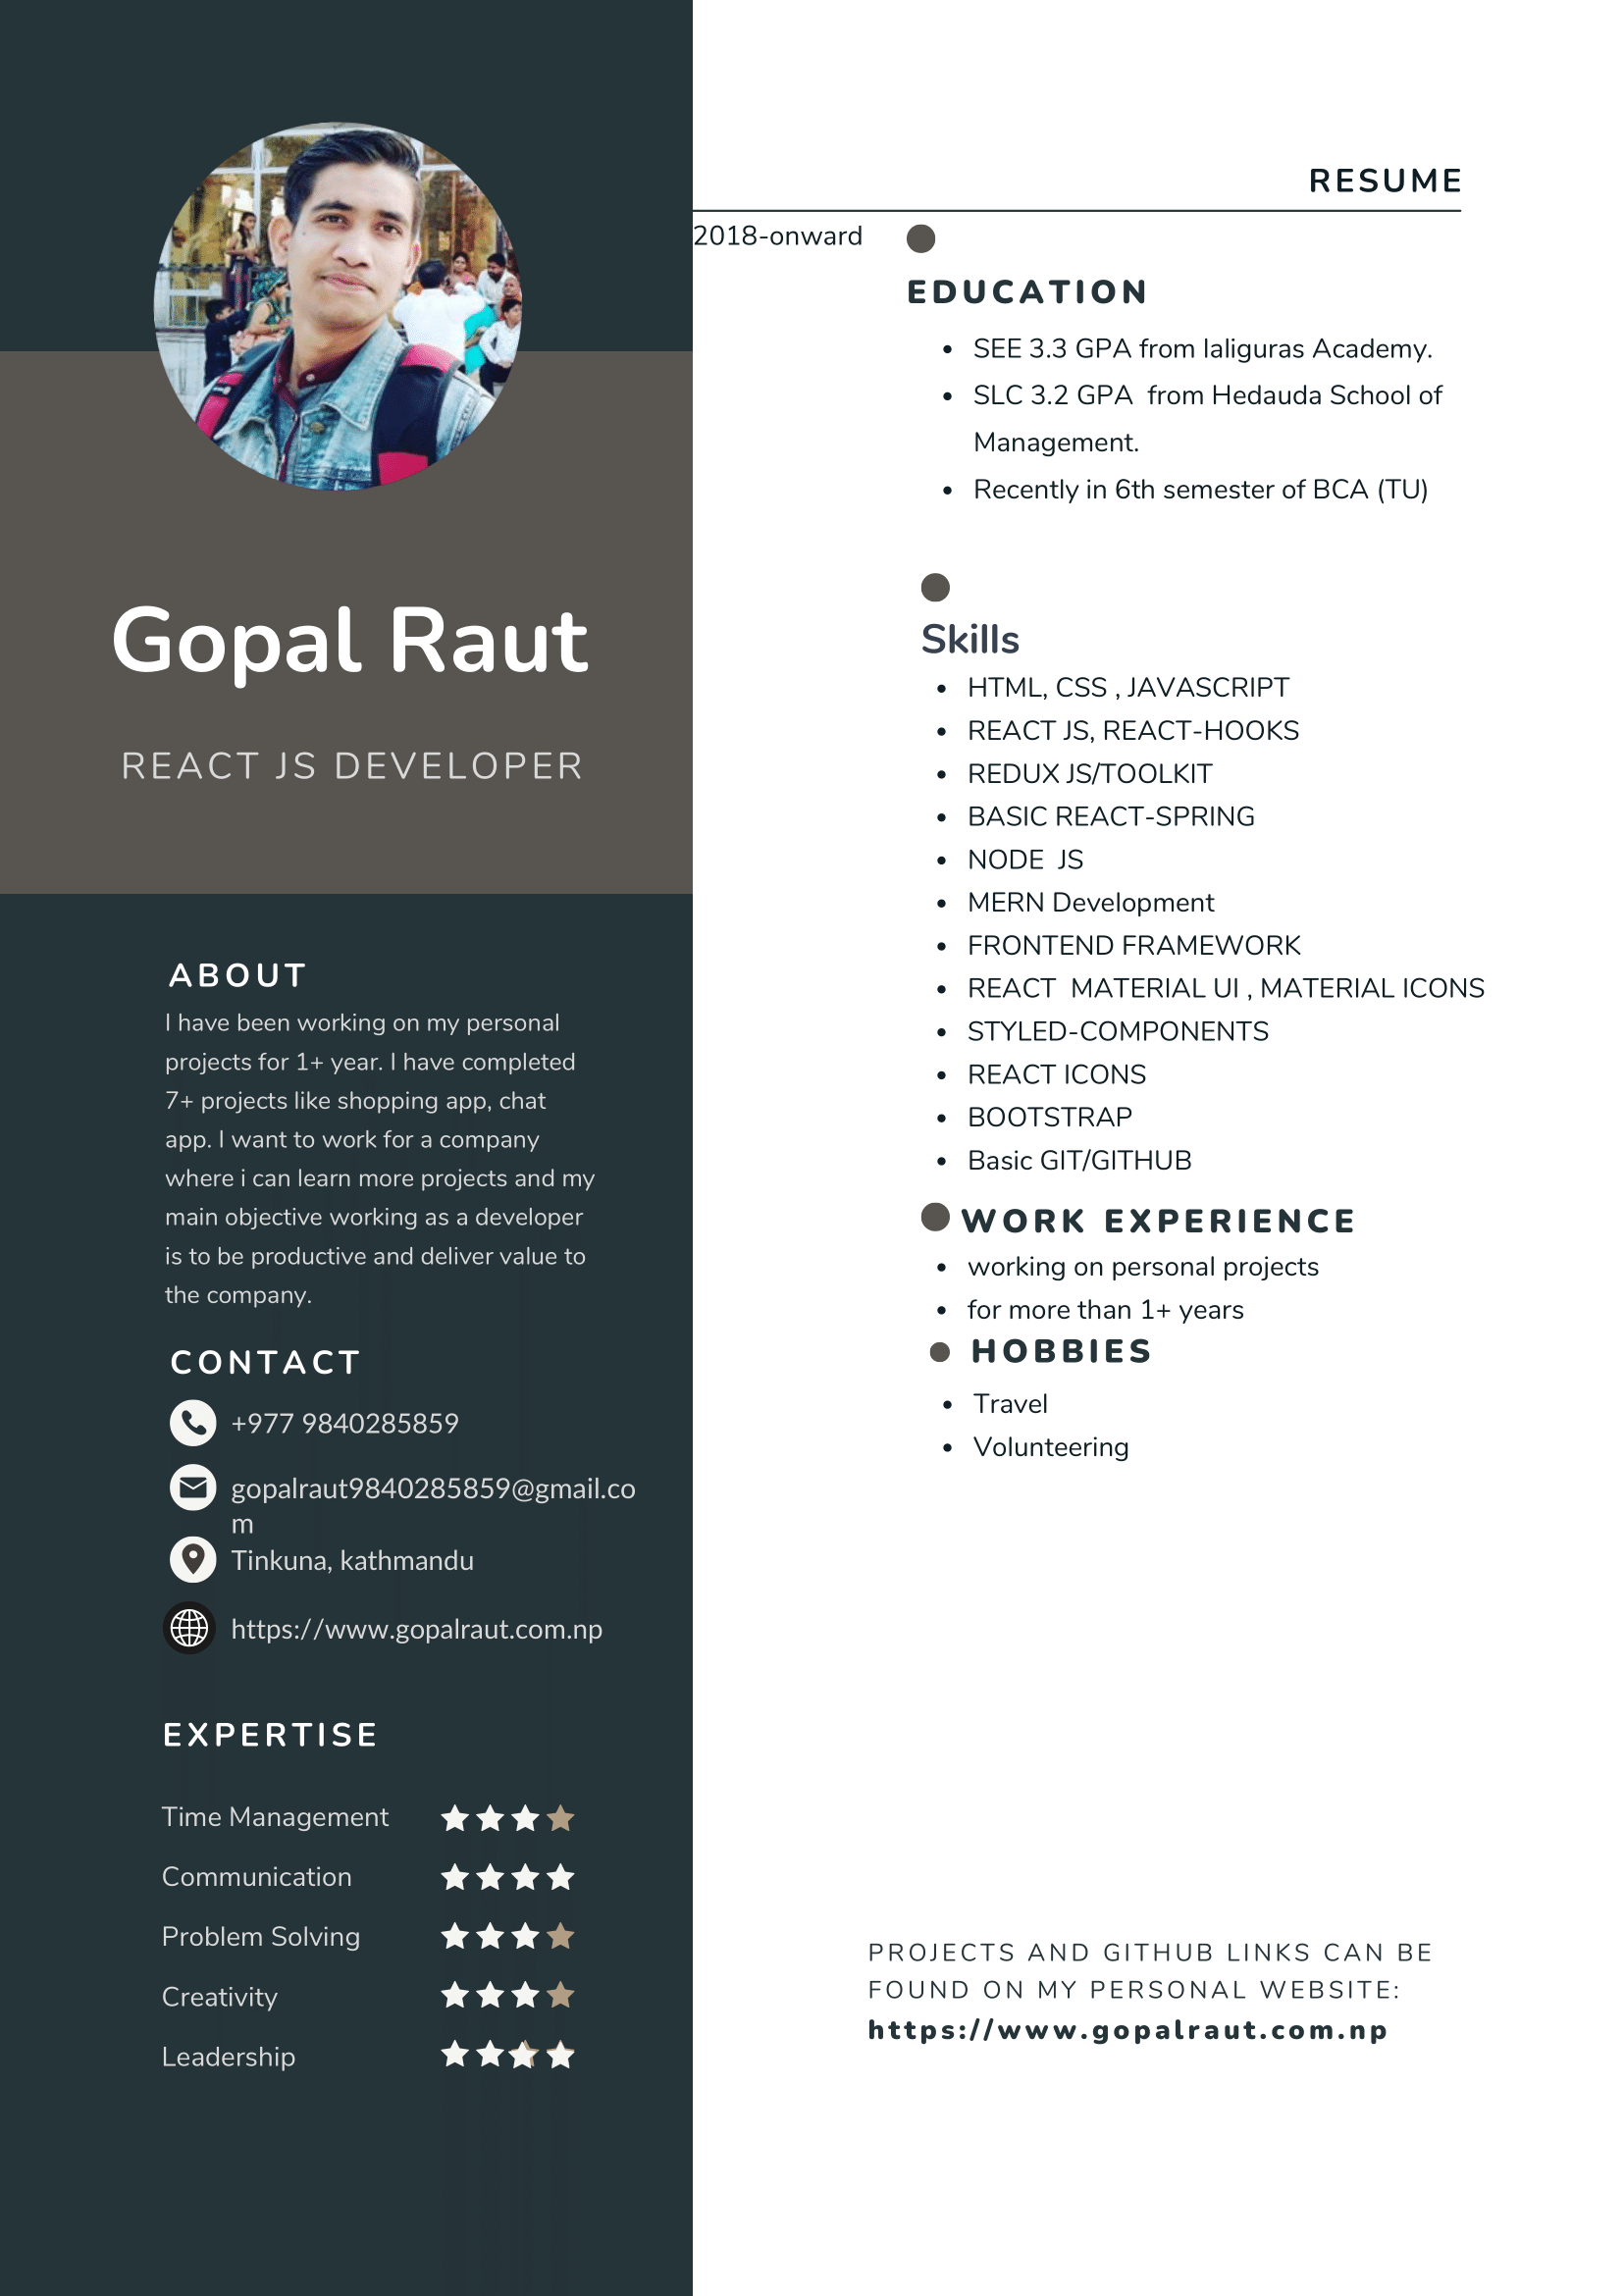 Gopal Raut
REACT JS DEVELOPER
ABOUT
I have been working on my personal
projects for 1+ year. I have completed
7+ projects like shopping app, chat
app. I want to work for a company
where i can learn more projects and my
main objective working as a developer
is to be productive and deliver value to
the company.
CONTACT
+977 9840285859
gopalraut9840285859@gmail.co
m
Tinkuna, kathmandu
https://www.gopalraut.com.np
EXPERTISE
Time Management
Communication
Problem Solving
Creativity
Leadership
RESUME
2018-onward
EDUCATION
• SEE 3.3 GPA from laliguras Academy.
• SLC 3.2 GPA  from Hedauda School of
Management.
• Recently in 6th semester of BCA (TU)
Skills
• HTML, CSS , JAVASCRIPT
• REACT JS, REACT-HOOKS
• REDUX JS/TOOLKIT
• BASIC REACT-SPRING
• NODE  JS
• MERN Development
• FRONTEND FRAMEWORK
• REACT  MATERIAL UI , MATERIAL ICONS
• STYLED-COMPONENTS
• REACT ICONS
• BOOTSTRAP
• Basic GIT/GITHUB
WORK EXPERIENCE
• working on personal projects
• for more than 1+ years
HOBBIES
• Travel
• Volunteering
PROJECTS AND GITHUB LINKS CAN BE
FOUND ON MY PERSONAL WEBSITE:
https://www.gopalraut.com.np